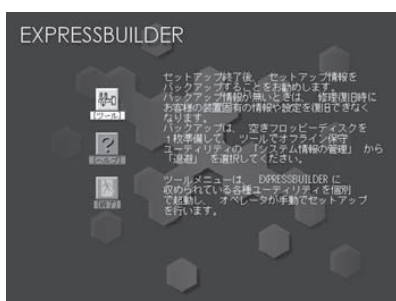 EXPRESSBUILDER
セットアップ終了後、 セットアップ情報を
バックアップすることをお勧めします。
バックアップ情報が無いときは、 修理復旧時に
お客様の装置固有の情報や設定を復旧できなく
なります。
バックアップは、 空きフロッピーディスクを
1枚準備して、 ツールでオフライン保守
ユーティリティの 「システム情報の管理」 から
「退避」 を選択してください。
ツールメニューは、 EXPRESSBUILDER に
収められている各種ユーティリティを個別
で起動し、 オペレータが手動でセットアップ
を行います。
[ツール]
?
[ヘルプ]
[終了]